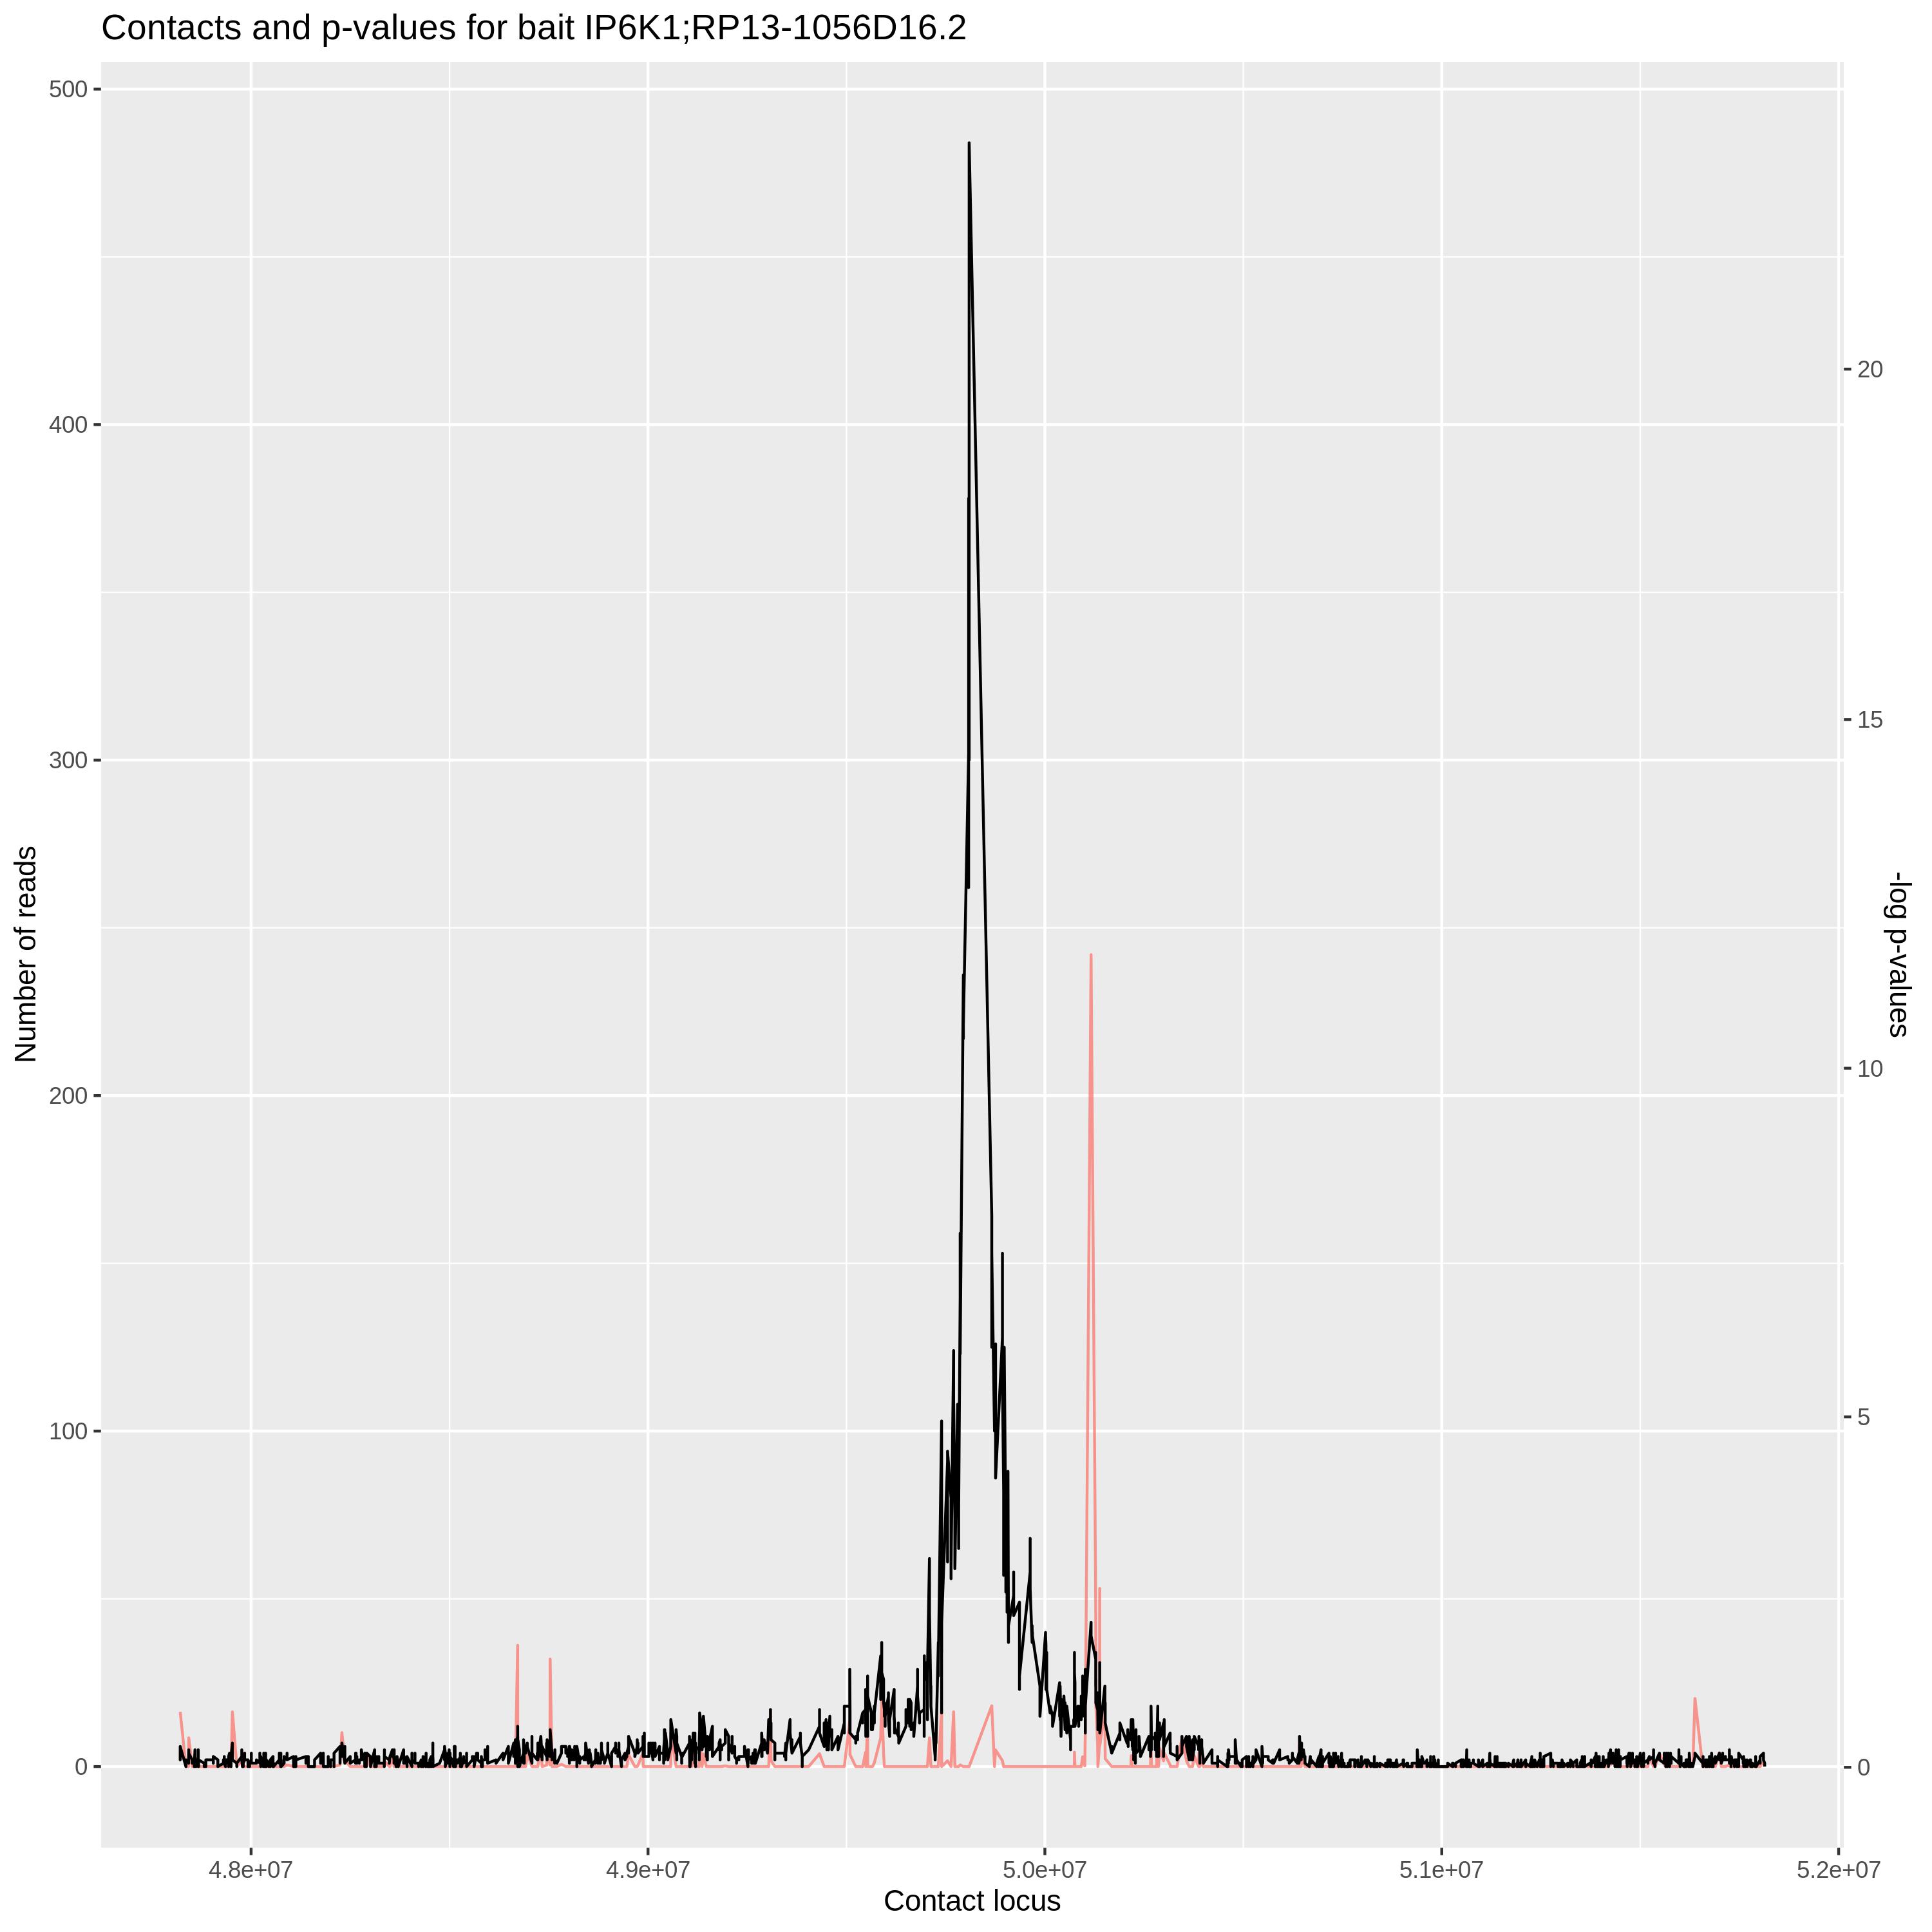 Contacts and p-values for bait IP6K1;RP13-1056D16.2
500
400
300
200
100
0
Number of reads
20
15
10
5
0
-log p-values
4.8e+07 4.9e+07 5.0e+07 5.1e+07 5.2e+07
Contact locus